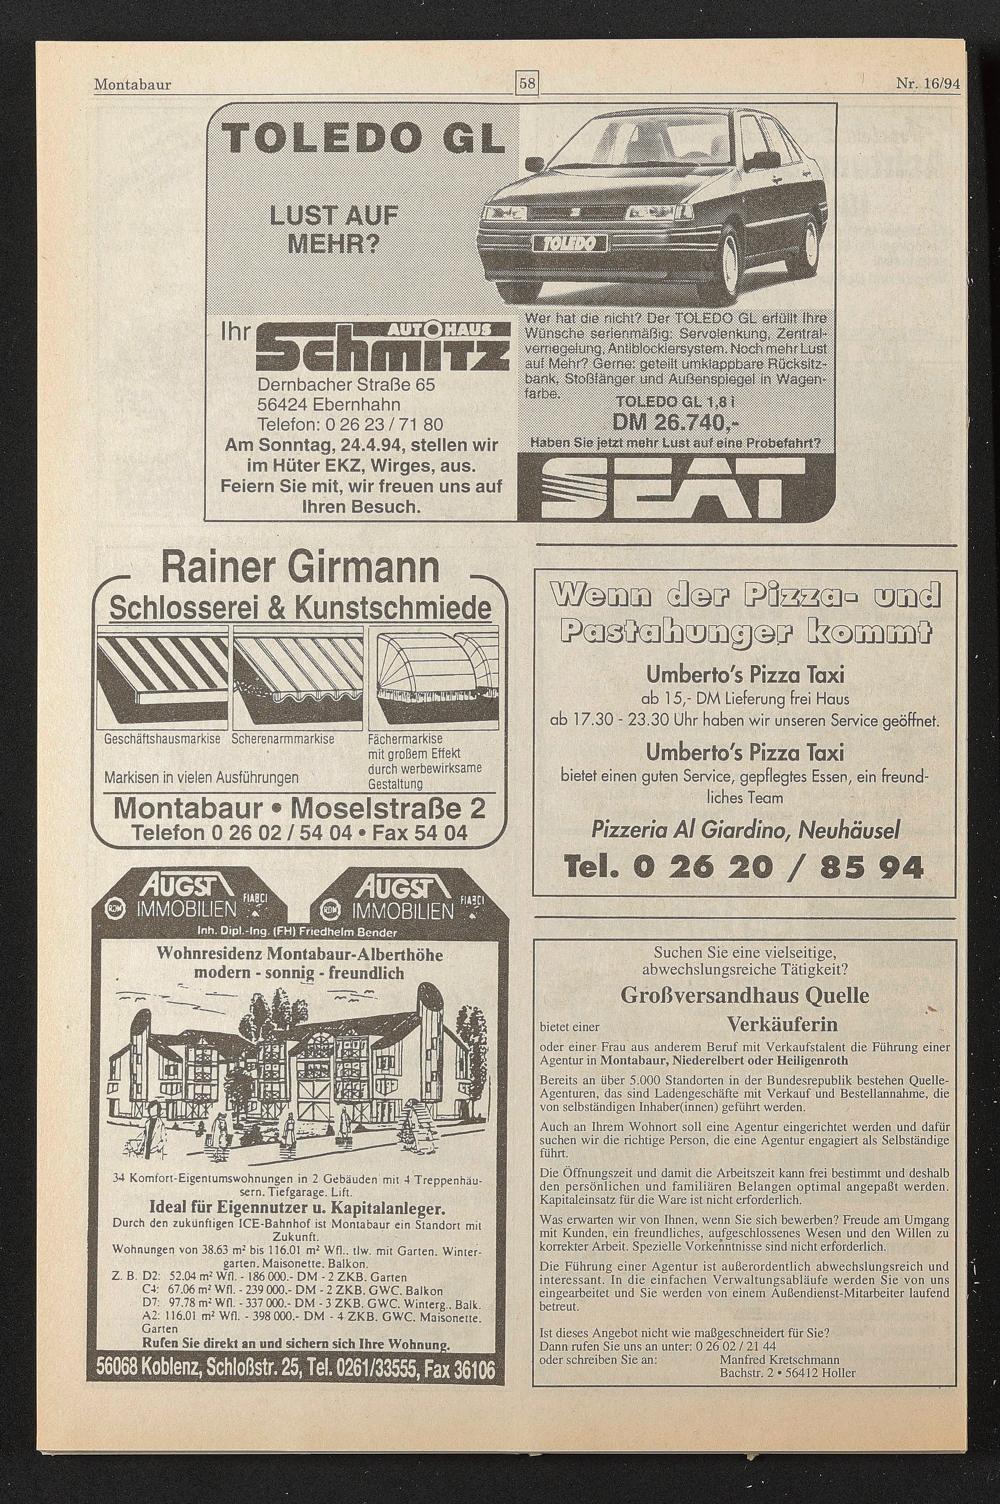 Montabaur
58
Nr. 16/94
TOLEDO GL
LUST AUF
MEHR?
TOLEDO
Ihr
AUTOHAUS
Schmitz
Dernbacher Straße 65
56424 Ebernhahn
Telefon: 0 26 23 / 71 80
Am Sonntag, 24.4.94, stellen wir
im Hüter EKZ, Wirges, aus.
Feiern Sie mit, wir freuen uns auf
Ihren Besuch.
Wer hat die nicht? Der TOLEDO GL erfüllt Ihre
Wünsche serienmäßig: Servolenkung, Zentral-
verriegelung, Antiblockiersystem. Noch mehr Lust
auf Mehr? Gerne: geteilt umklappbare Rücksitz-
bank, Stoßfänger und Außenspiegel in Wagen-
farbe.
TOLEDO GL 1,8 i
DM 26.740,-
Haben Sie jetzt mehr Lust auf eine Probefahrt?
SEAT
Rainer Girmann
Schlosserei & Kunstschmiede
Geschäftshausmarkise
Scherenarmmarkise
Fächermarkise
mit großem Effekt
durch werbewirksame
Gestaltung
Markisen in vielen Ausführungen
Montabaur • Moselstraße 2
Telefon 0 26 02 / 54 04 • Fax 54 04
Wenn der Pizza- und
Pastahunger kommt
Umberto's Pizza Taxi
ab 15,- DM Lieferung frei Haus
ab 17.30 - 23.30 Uhr haben wir unseren Service geöffnet.
Umberto's Pizza Taxi
bietet einen guten Service, gepflegtes Essen, ein freund-
liches Team
Pizzeria Al Giardino, Neuhäusel
Tel. 0 26 20 / 85 94
AUGST
RDM IMMOBILIEN FIABCI
AUGST
RDM IMMOBILIEN FIABCI
Inh. Dipl.-Ing. (FH) Friedhelm Bender
Wohnresidenz Montabaur-Alberthöhe
modern - sonnig - freundlich
34 Komfort-Eigentumswohnungen in 2 Gebäuden mit 4 Treppenhäu-
sern. Tiefgarage. Lift.
Ideal für Eigennutzer u. Kapitalanleger.
Durch den zukünftigen ICE-Bahnhof ist Montabaur ein Standort mit
Zukunft.
Wohnungen von 38.63 m² bis 116.01 m² Wfl.. tlw. mit Garten. Winter-
garten. Maisonette. Balkon.
Z. B. D2: 52.04 m² Wfl. - 186 000.- DM - 2 ZKB. Garten
C4: 67.06 m² Wfl. - 239 000.- DM - 2 ZKB. GWC. Balkon
D7: 97.78 m² Wfl. - 337 000.- DM - 3 ZKB. GWC. Winterg.. Balk.
A2: 116.01 m² Wfl. - 398 000.- DM - 4 ZKB. GWC. Maisonette.
Garten
Rufen Sie direkt an und sichern sich Ihre Wohnung.
56068 Koblenz, Schloßstr. 25, Tel. 0261/33555, Fax 36106
Suchen Sie eine vielseitige,
abwechslungsreiche Tätigkeit?
Großversandhaus Quelle
bietet einer Verkäuferin
oder einer Frau aus anderem Beruf mit Verkaufstalent die Führung einer
Agentur in Montabaur, Niederelbert oder Heiligenroth
Bereits an über 5.000 Standorten in der Bundesrepublik bestehen Quelle-
Agenturen, das sind Ladengeschäfte mit Verkauf und Bestellannahme, die
von selbständigen Inhaber(innen) geführt werden.
Auch an Ihrem Wohnort soll eine Agentur eingerichtet werden und dafür
suchen wir die richtige Person, die eine Agentur engagiert als Selbständige
führt.
Die Öffnungszeit und damit die Arbeitszeit kann frei bestimmt und deshalb
den persönlichen und familiären Belangen optimal angepaßt werden.
Kapitaleinsatz für die Ware ist nicht erforderlich.
Was erwarten wir von Ihnen, wenn Sie sich bewerben? Freude am Umgang
mit Kunden, ein freundliches, aufgeschlossenes Wesen und den Willen zu
korrekter Arbeit. Spezielle Vorkenntnisse sind nicht erforderlich.
Die Führung einer Agentur ist außerordentlich abwechslungsreich und
interessant. In die einfachen Verwaltungsabläufe werden Sie von uns
eingearbeitet und Sie werden von einem Außendienst-Mitarbeiter laufend
betreut.
Ist dieses Angebot nicht wie maßgeschneidert für Sie?
Dann rufen Sie uns an unter: 0 26 02 / 21 44
oder schreiben Sie an: Manfred Kretschmann
Bachstr. 2 • 56412 Holler